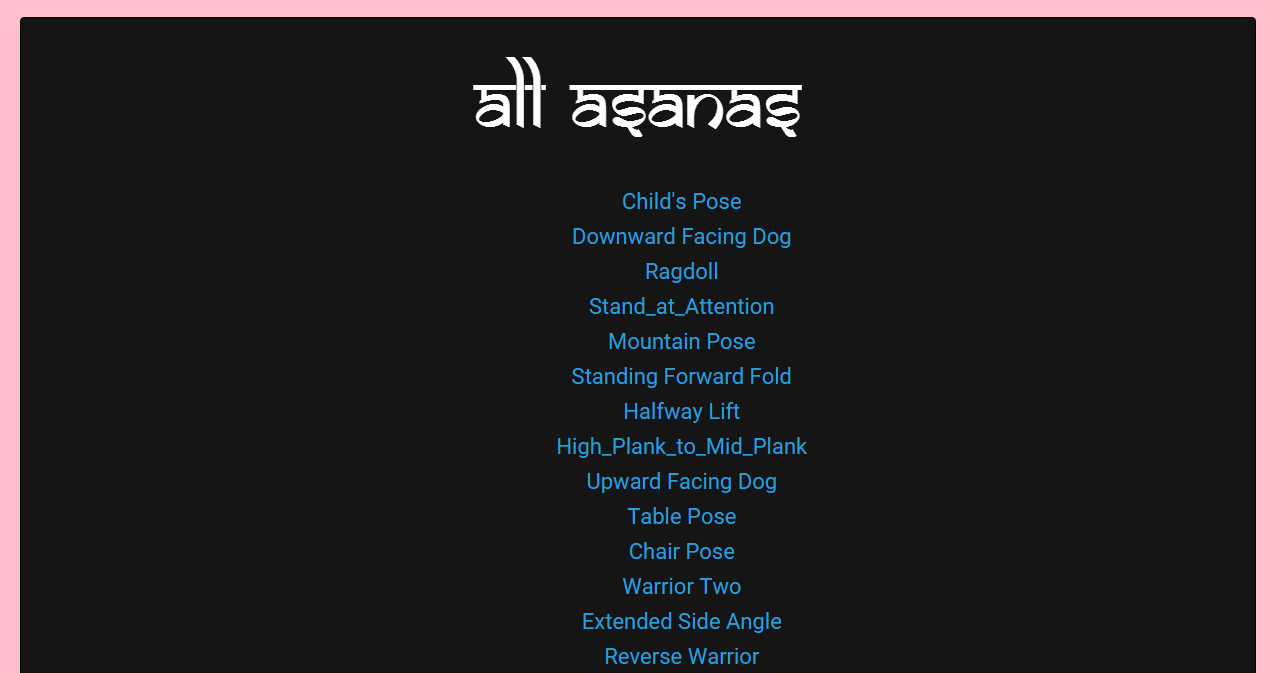 all asanas
Child's Pose
Downward Facing Dog
Ragdoll
Stand_at_Attention
Mountain Pose
Standing Forward Fold
Halfway Lift
High_Plank_to_Mid_Plank
Upward Facing Dog
Table Pose
Chair Pose
Warrior Two
Extended Side Angle
Reverse Warrior